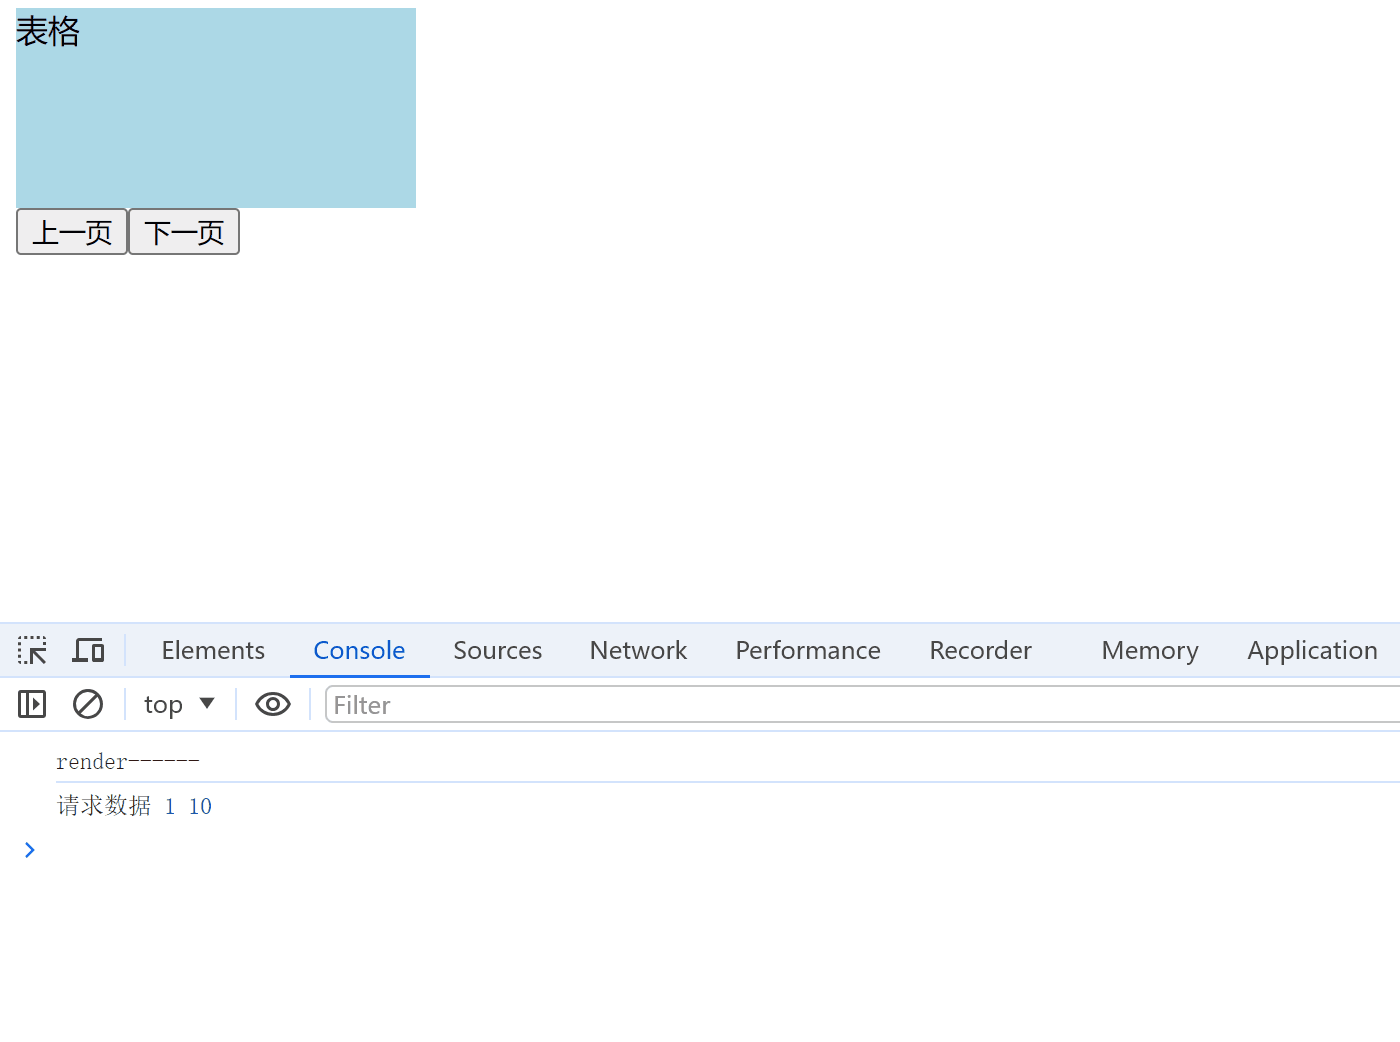 表格
上一页 下一页
Elements Console Sources Network Performance Recorder Memory Application
top Filter
render------
请求数据 1 10